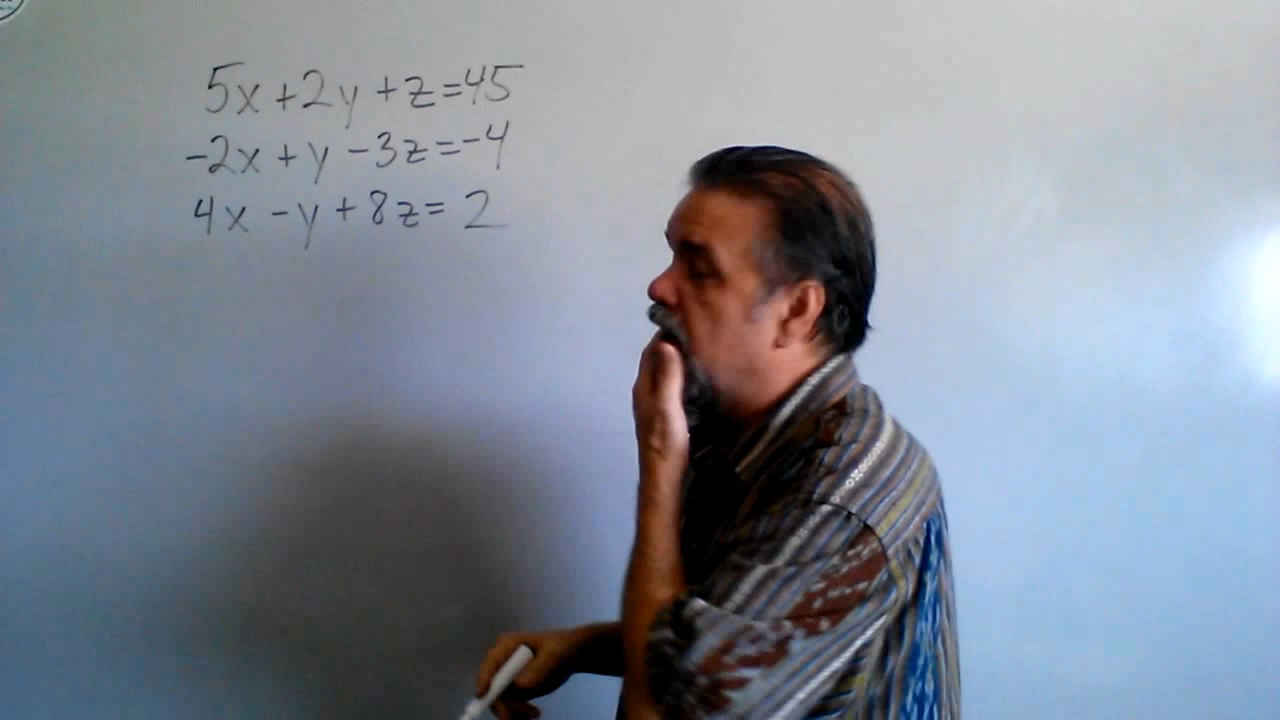 5x + 2y + z = 45
-2x + y - 3z = -4
4x - y + 8z = 2